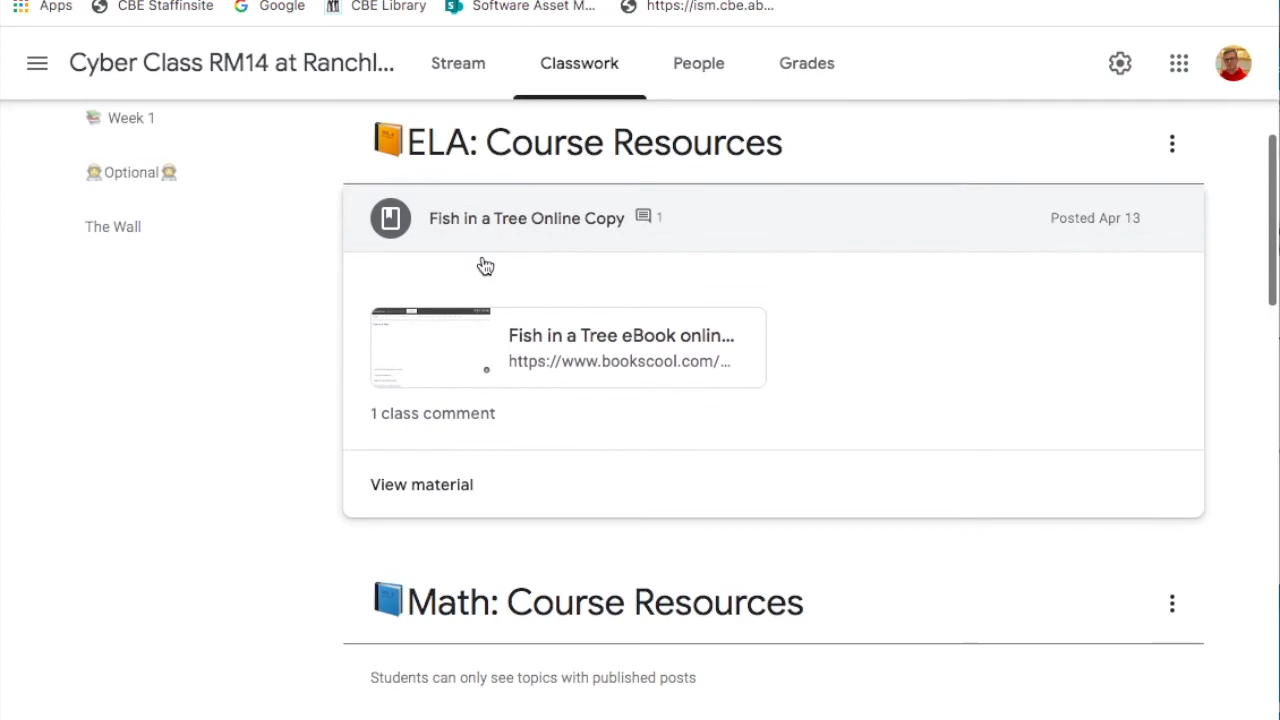 Apps CBE Staffinsite Google CBE Library Software Asset M... https://ism.cbe.ab...
Cyber Class RM14 at Ranchl... Stream Classwork People Grades
Week 1
Optional
The Wall
ELA: Course Resources
Fish in a Tree Online Copy 1 Posted Apr 13
Fish in a Tree eBook onlin...
https://www.bookscool.com/...
1 class comment
View material
Math: Course Resources
Students can only see topics with published posts